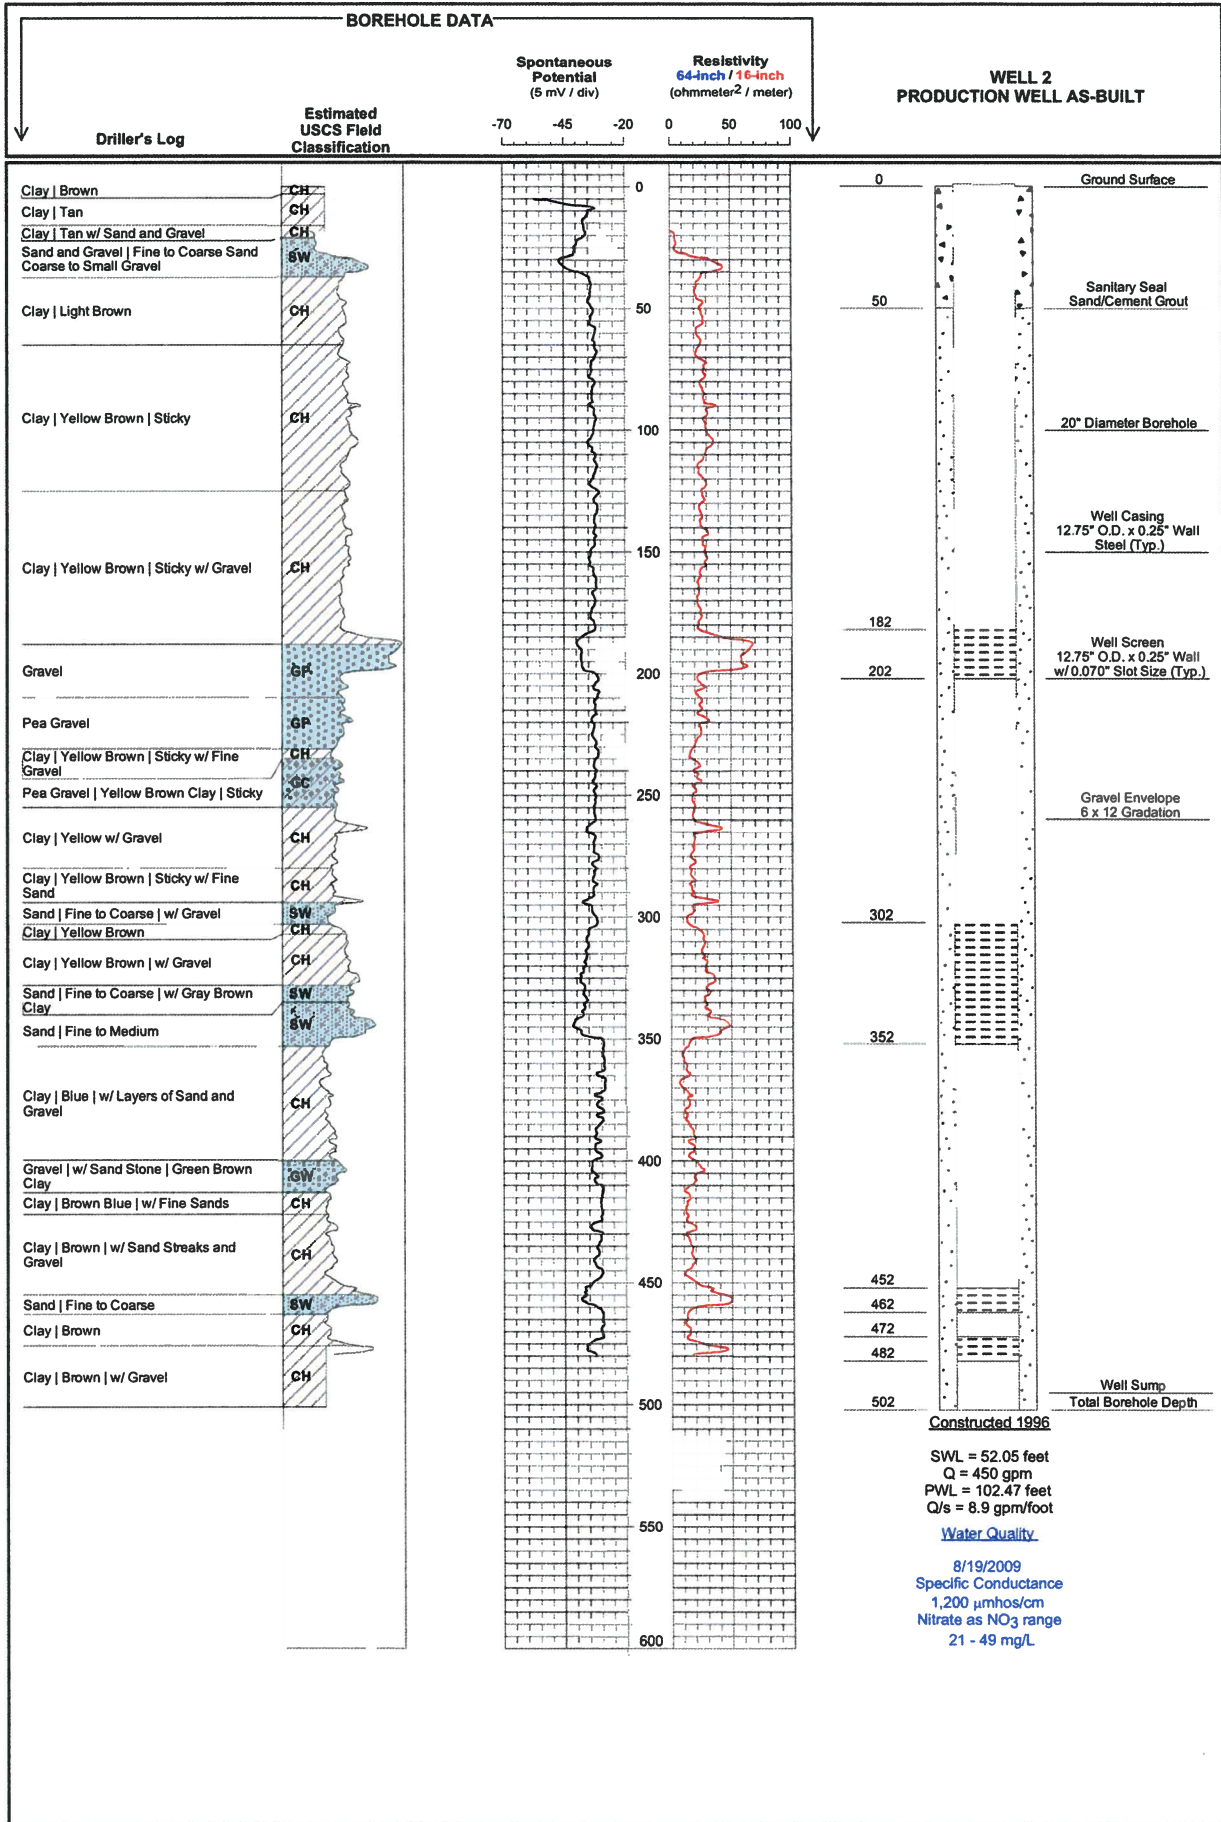 BOREHOLE DATA
Driller's Log
Estimated
USCS Field
Classification
Spontaneous
Potential
(5 mV / div)
-70 -45 -20
Resistivity
64-inch / 16-inch
(ohmmeter2 / meter)
0 50 100
WELL 2
PRODUCTION WELL AS-BUILT
Clay | Brown
CH
Clay | Tan
CH
Clay | Tan w/ Sand and Gravel
CH
Sand and Gravel | Fine to Coarse Sand
Coarse to Small Gravel
SW
Clay | Light Brown
CH
Clay | Yellow Brown | Sticky
CH
Clay | Yellow Brown | Sticky w/ Gravel
CH
Gravel
GP
Pea Gravel
GP
Clay | Yellow Brown | Sticky w/ Fine
Gravel
CH
Pea Gravel | Yellow Brown Clay | Sticky
GC
Clay | Yellow w/ Gravel
CH
Clay | Yellow Brown | Sticky w/ Fine
Sand
CH
Sand | Fine to Coarse | w/ Gravel
SW
Clay | Yellow Brown
CH
Clay | Yellow Brown | w/ Gravel
CH
Sand | Fine to Coarse | w/ Gray Brown
Clay
SW
Sand | Fine to Medium
SW
Clay | Blue | w/ Layers of Sand and
Gravel
CH
Gravel | w/ Sand Stone | Green Brown
Clay
GW
Clay | Brown Blue | w/ Fine Sands
CH
Clay | Brown | w/ Sand Streaks and
Gravel
CH
Sand | Fine to Coarse
SW
Clay | Brown
CH
Clay | Brown | w/ Gravel
CH
0
50
100
150
200
250
300
350
400
450
500
550
600
0
50
182
202
302
352
452
462
472
482
502
Ground Surface
Sanitary Seal
Sand/Cement Grout
20" Diameter Borehole
Well Casing
12.75" O.D. x 0.25" Wall
Steel (Typ.)
Well Screen
12.75" O.D. x 0.25" Wall
w/ 0.070" Slot Size (Typ.)
Gravel Envelope
6 x 12 Gradation
Well Sump
Total Borehole Depth
Constructed 1996
SWL = 52.05 feet
Q = 450 gpm
PWL = 102.47 feet
Q/s = 8.9 gpm/foot
Water Quality
8/19/2009
Specific Conductance
1,200 µmhos/cm
Nitrate as NO3 range
21 - 49 mg/L